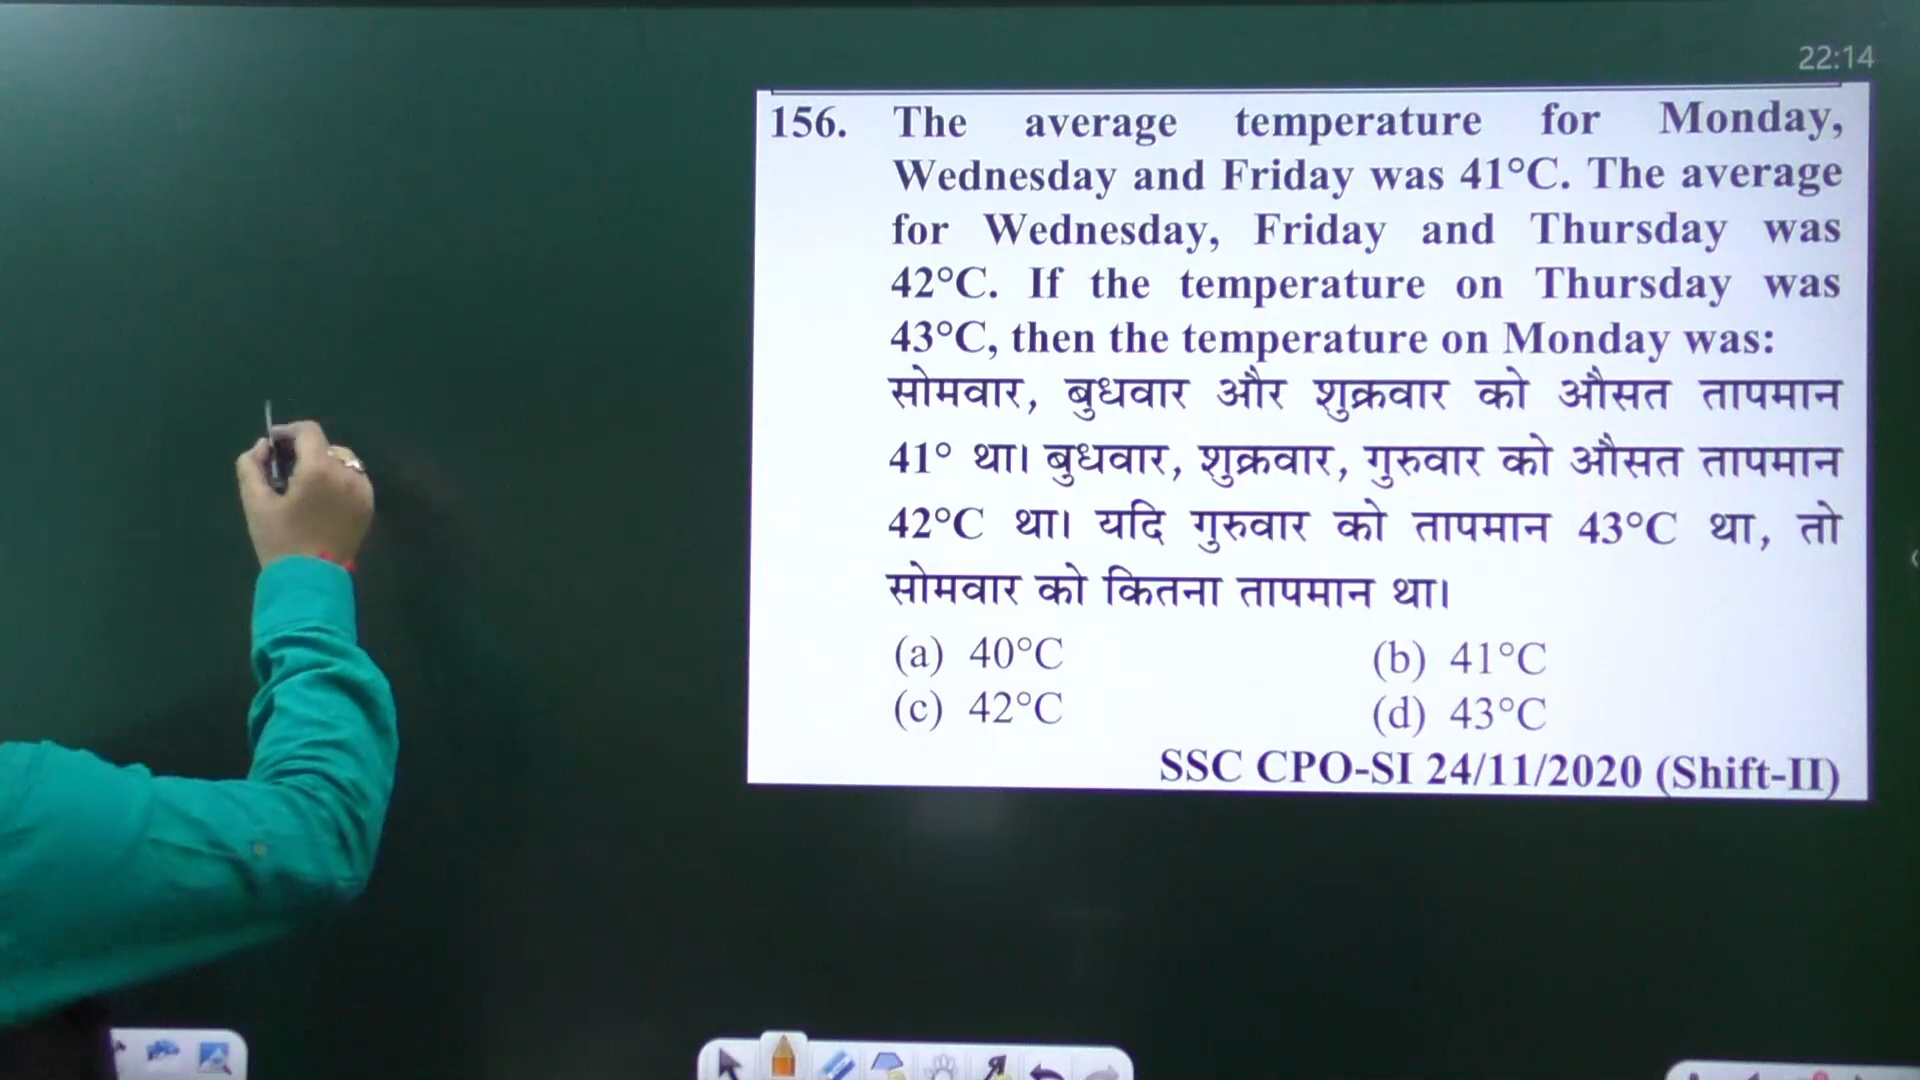 22:14
156. The average temperature for Monday,
Wednesday and Friday was 41°C. The average
for Wednesday, Friday and Thursday was
42°C. If the temperature on Thursday was
43°C, then the temperature on Monday was:
सोमवार, बुधवार और शुक्रवार को औसत तापमान
41° था। बुधवार, शुक्रवार, गुरुवार को औसत तापमान
42°C था। यदि गुरुवार को तापमान 43°C था, तो
सोमवार को कितना तापमान था।
(a) 40°C (b) 41°C
(c) 42°C (d) 43°C
SSC CPO-SI 24/11/2020 (Shift-II)